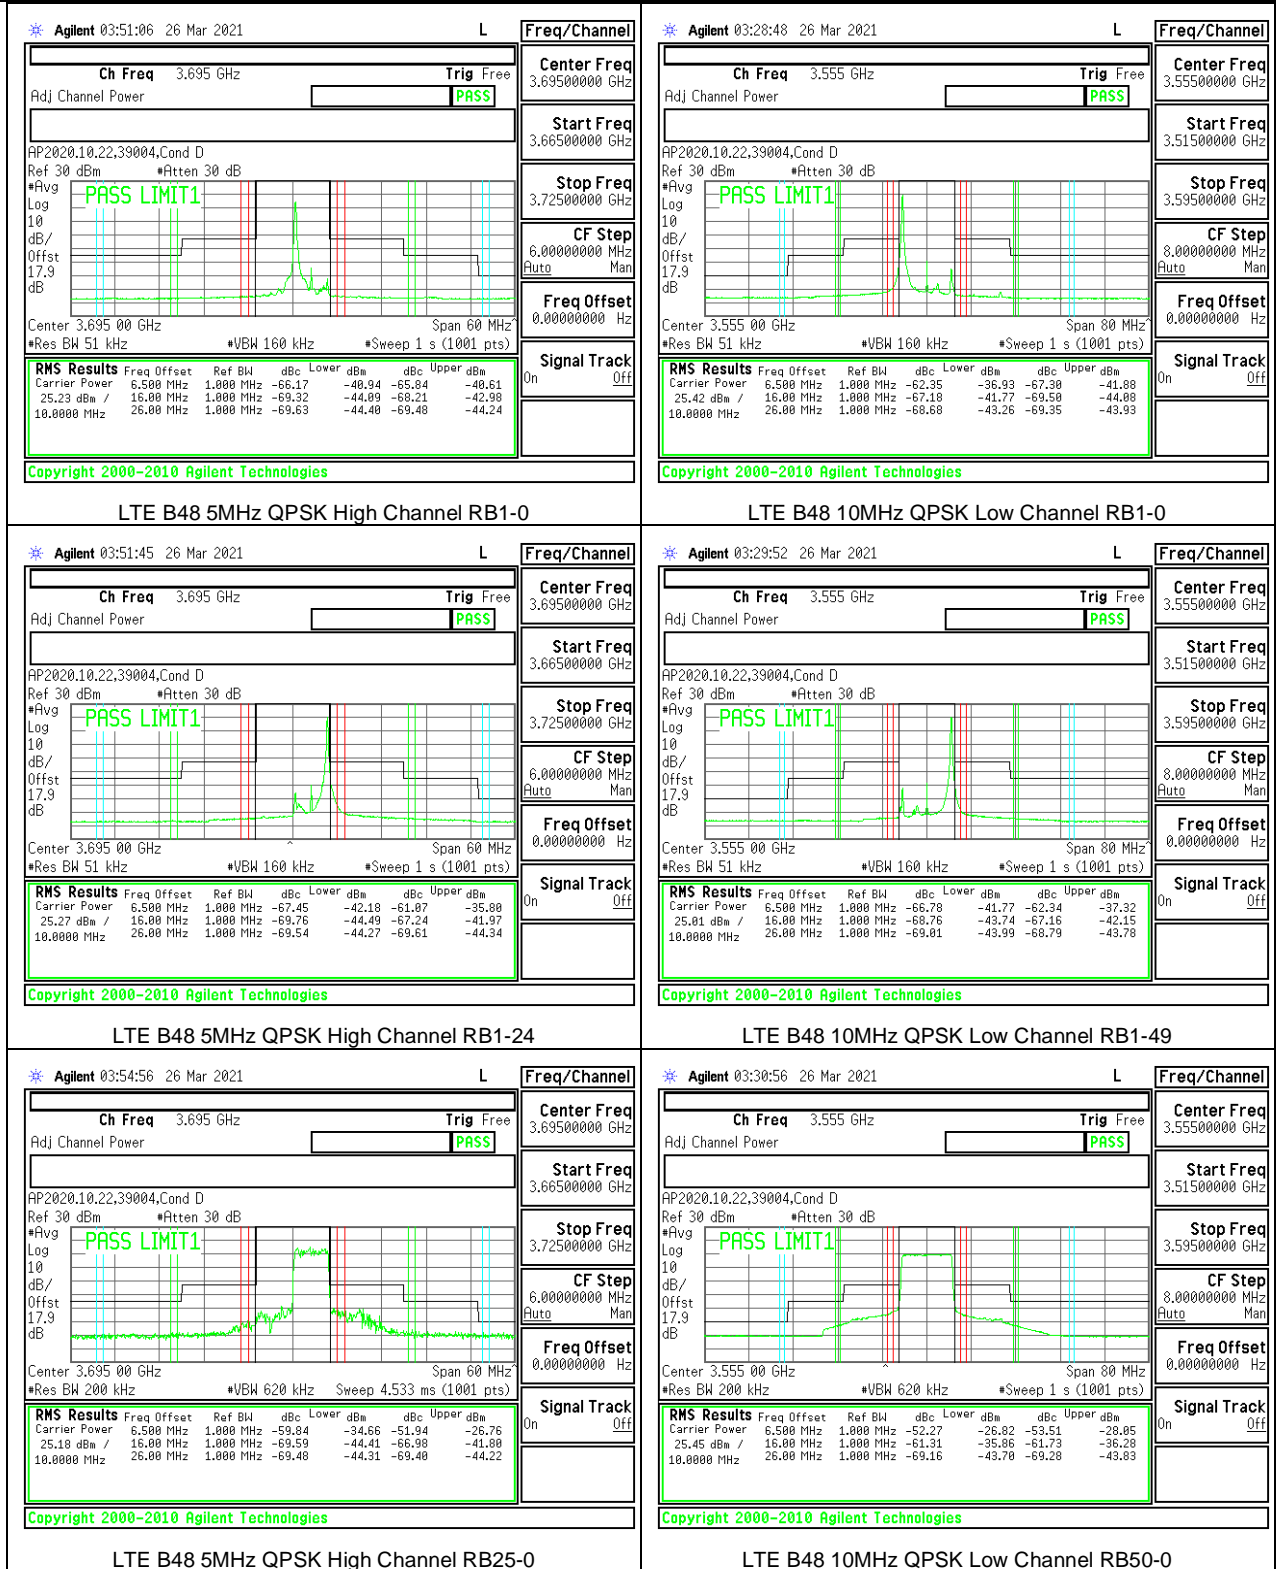 Agilent 03:51:06 26 Mar 2021 L
Freq/Channel
Ch Freq 3.695 GHz Trig Free
Adj Channel Power PASS
Center Freq
3.69500000 GHz
Start Freq
3.66500000 GHz
AP2020.10.22,39004,Cond D
Ref 30 dBm #Atten 30 dB
#Avg
Log
10
dB/
Offst
17.9
dB
PASS LIMIT1
Stop Freq
3.72500000 GHz
CF Step
6.00000000 MHz
Auto Man
Freq Offset
0.00000000 Hz
Center 3.695 00 GHz Span 60 MHz
#Res BW 51 kHz #VBW 160 kHz #Sweep 1 s (1001 pts)
Signal Track
On Off
RMS Results Freq Offset Ref BW dBc Lower dBm dBc Upper dBm
Carrier Power 6.500 MHz 1.000 MHz -66.17 -40.94 -65.84 -40.61
25.23 dBm / 16.00 MHz 1.000 MHz -69.32 -44.09 -68.21 -42.98
10.0000 MHz 26.00 MHz 1.000 MHz -69.63 -44.40 -69.48 -44.24
Copyright 2000-2010 Agilent Technologies
LTE B48 5MHz QPSK High Channel RB1-0
Agilent 03:28:48 26 Mar 2021 L
Freq/Channel
Ch Freq 3.555 GHz Trig Free
Adj Channel Power PASS
Center Freq
3.55500000 GHz
Start Freq
3.51500000 GHz
AP2020.10.22,39004,Cond D
Ref 30 dBm #Atten 30 dB
#Avg
Log
10
dB/
Offst
17.9
dB
PASS LIMIT1
Stop Freq
3.59500000 GHz
CF Step
8.00000000 MHz
Auto Man
Freq Offset
0.00000000 Hz
Center 3.555 00 GHz Span 80 MHz
#Res BW 51 kHz #VBW 160 kHz #Sweep 1 s (1001 pts)
Signal Track
On Off
RMS Results Freq Offset Ref BW dBc Lower dBm dBc Upper dBm
Carrier Power 6.500 MHz 1.000 MHz -62.35 -36.93 -67.30 -41.88
25.42 dBm / 16.00 MHz 1.000 MHz -67.18 -41.77 -69.50 -44.08
10.0000 MHz 26.00 MHz 1.000 MHz -68.68 -43.26 -69.35 -43.93
Copyright 2000-2010 Agilent Technologies
LTE B48 10MHz QPSK Low Channel RB1-0
Agilent 03:51:45 26 Mar 2021 L
Freq/Channel
Ch Freq 3.695 GHz Trig Free
Adj Channel Power PASS
Center Freq
3.69500000 GHz
Start Freq
3.66500000 GHz
AP2020.10.22,39004,Cond D
Ref 30 dBm #Atten 30 dB
#Avg
Log
10
dB/
Offst
17.9
dB
PASS LIMIT1
Stop Freq
3.72500000 GHz
CF Step
6.00000000 MHz
Auto Man
Freq Offset
0.00000000 Hz
Center 3.695 00 GHz Span 60 MHz
#Res BW 51 kHz #VBW 160 kHz #Sweep 1 s (1001 pts)
Signal Track
On Off
RMS Results Freq Offset Ref BW dBc Lower dBm dBc Upper dBm
Carrier Power 6.500 MHz 1.000 MHz -67.45 -42.18 -61.07 -35.80
25.27 dBm / 16.00 MHz 1.000 MHz -69.76 -44.49 -67.24 -41.97
10.0000 MHz 26.00 MHz 1.000 MHz -69.54 -44.27 -69.61 -44.34
Copyright 2000-2010 Agilent Technologies
LTE B48 5MHz QPSK High Channel RB1-24
Agilent 03:29:52 26 Mar 2021 L
Freq/Channel
Ch Freq 3.555 GHz Trig Free
Adj Channel Power PASS
Center Freq
3.55500000 GHz
Start Freq
3.51500000 GHz
AP2020.10.22,39004,Cond D
Ref 30 dBm #Atten 30 dB
#Avg
Log
10
dB/
Offst
17.9
dB
PASS LIMIT1
Stop Freq
3.59500000 GHz
CF Step
8.00000000 MHz
Auto Man
Freq Offset
0.00000000 Hz
Center 3.555 00 GHz Span 80 MHz
#Res BW 51 kHz #VBW 160 kHz #Sweep 1 s (1001 pts)
Signal Track
On Off
RMS Results Freq Offset Ref BW dBc Lower dBm dBc Upper dBm
Carrier Power 6.500 MHz 1.000 MHz -66.78 -41.77 -62.34 -37.32
25.01 dBm / 16.00 MHz 1.000 MHz -68.76 -43.74 -67.16 -42.15
10.0000 MHz 26.00 MHz 1.000 MHz -69.01 -43.99 -68.79 -43.78
Copyright 2000-2010 Agilent Technologies
LTE B48 10MHz QPSK Low Channel RB1-49
Agilent 03:54:56 26 Mar 2021 L
Freq/Channel
Ch Freq 3.695 GHz Trig Free
Adj Channel Power PASS
Center Freq
3.69500000 GHz
Start Freq
3.66500000 GHz
AP2020.10.22,39004,Cond D
Ref 30 dBm #Atten 30 dB
#Avg
Log
10
dB/
Offst
17.9
dB
PASS LIMIT1
Stop Freq
3.72500000 GHz
CF Step
6.00000000 MHz
Auto Man
Freq Offset
0.00000000 Hz
Center 3.695 00 GHz Span 60 MHz
#Res BW 200 kHz #VBW 620 kHz Sweep 4.533 ms (1001 pts)
Signal Track
On Off
RMS Results Freq Offset Ref BW dBc Lower dBm dBc Upper dBm
Carrier Power 6.500 MHz 1.000 MHz -59.84 -34.66 -51.94 -26.76
25.18 dBm / 16.00 MHz 1.000 MHz -69.59 -44.41 -66.98 -41.80
10.0000 MHz 26.00 MHz 1.000 MHz -69.48 -44.31 -69.40 -44.22
Copyright 2000-2010 Agilent Technologies
LTE B48 5MHz QPSK High Channel RB25-0
Agilent 03:30:56 26 Mar 2021 L
Freq/Channel
Ch Freq 3.555 GHz Trig Free
Adj Channel Power PASS
Center Freq
3.55500000 GHz
Start Freq
3.51500000 GHz
AP2020.10.22,39004,Cond D
Ref 30 dBm #Atten 30 dB
#Avg
Log
10
dB/
Offst
17.9
dB
PASS LIMIT1
Stop Freq
3.59500000 GHz
CF Step
8.00000000 MHz
Auto Man
Freq Offset
0.00000000 Hz
Center 3.555 00 GHz Span 80 MHz
#Res BW 200 kHz #VBW 620 kHz #Sweep 1 s (1001 pts)
Signal Track
On Off
RMS Results Freq Offset Ref BW dBc Lower dBm dBc Upper dBm
Carrier Power 6.500 MHz 1.000 MHz -52.27 -26.82 -53.51 -28.05
25.45 dBm / 16.00 MHz 1.000 MHz -61.31 -35.86 -61.73 -36.28
10.0000 MHz 26.00 MHz 1.000 MHz -69.16 -43.70 -69.28 -43.83
Copyright 2000-2010 Agilent Technologies
LTE B48 10MHz QPSK Low Channel RB50-0